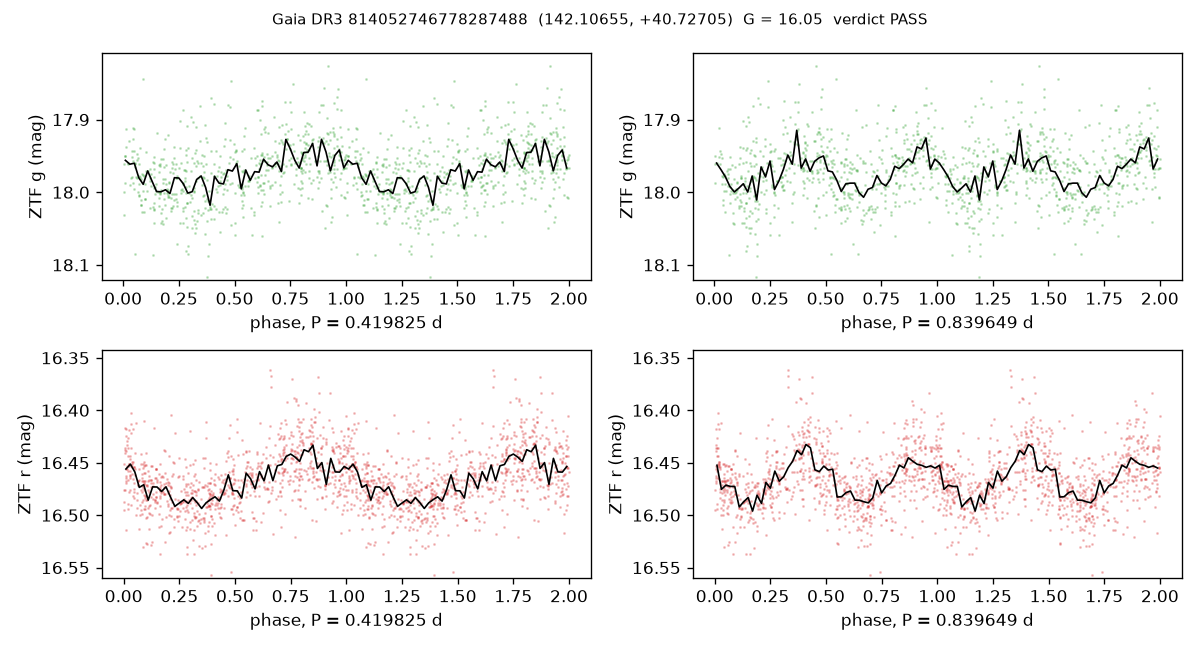 Gaia DR3 814052746778287488 (142.10655, +40.72705) G = 16.05 verdict PASS
ZTF g (mag)
17.9
18.0
18.1
0.00 0.25 0.50 0.75 1.00 1.25 1.50 1.75 2.00
phase, P = 0.419825 d
ZTF g (mag)
17.9
18.0
18.1
0.00 0.25 0.50 0.75 1.00 1.25 1.50 1.75 2.00
phase, P = 0.839649 d
ZTF r (mag)
16.35
16.40
16.45
16.50
16.55
0.00 0.25 0.50 0.75 1.00 1.25 1.50 1.75 2.00
phase, P = 0.419825 d
ZTF r (mag)
16.35
16.40
16.45
16.50
16.55
0.00 0.25 0.50 0.75 1.00 1.25 1.50 1.75 2.00
phase, P = 0.839649 d